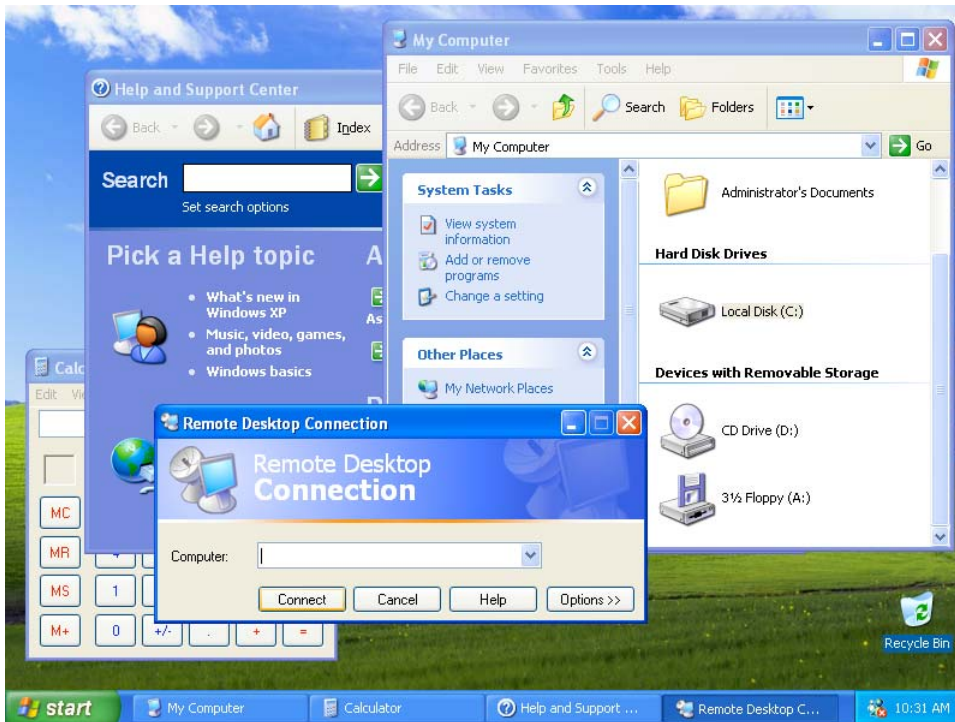 My Computer
File Edit View Favorites Tools Help
Back Search Folders
Address My Computer Go
System Tasks
View system
information
Add or remove
programs
Change a setting
Other Places
My Network Places
Administrator's Documents
Hard Disk Drives
Local Disk (C:)
Devices with Removable Storage
CD Drive (D:)
3½ Floppy (A:)
Help and Support Center
Back Index
Search
Set search options
Pick a Help topic
What's new in
Windows XP
Music, video, games,
and photos
Windows basics
A
As
Calc
Edit
MC
MR
MS 1
M+ 0 +/- . + =
Remote Desktop Connection
Remote Desktop
Connection
Computer:
Connect Cancel Help Options >>
Recycle Bin
start My Computer Calculator Help and Support ... Remote Desktop C... 10:31 AM